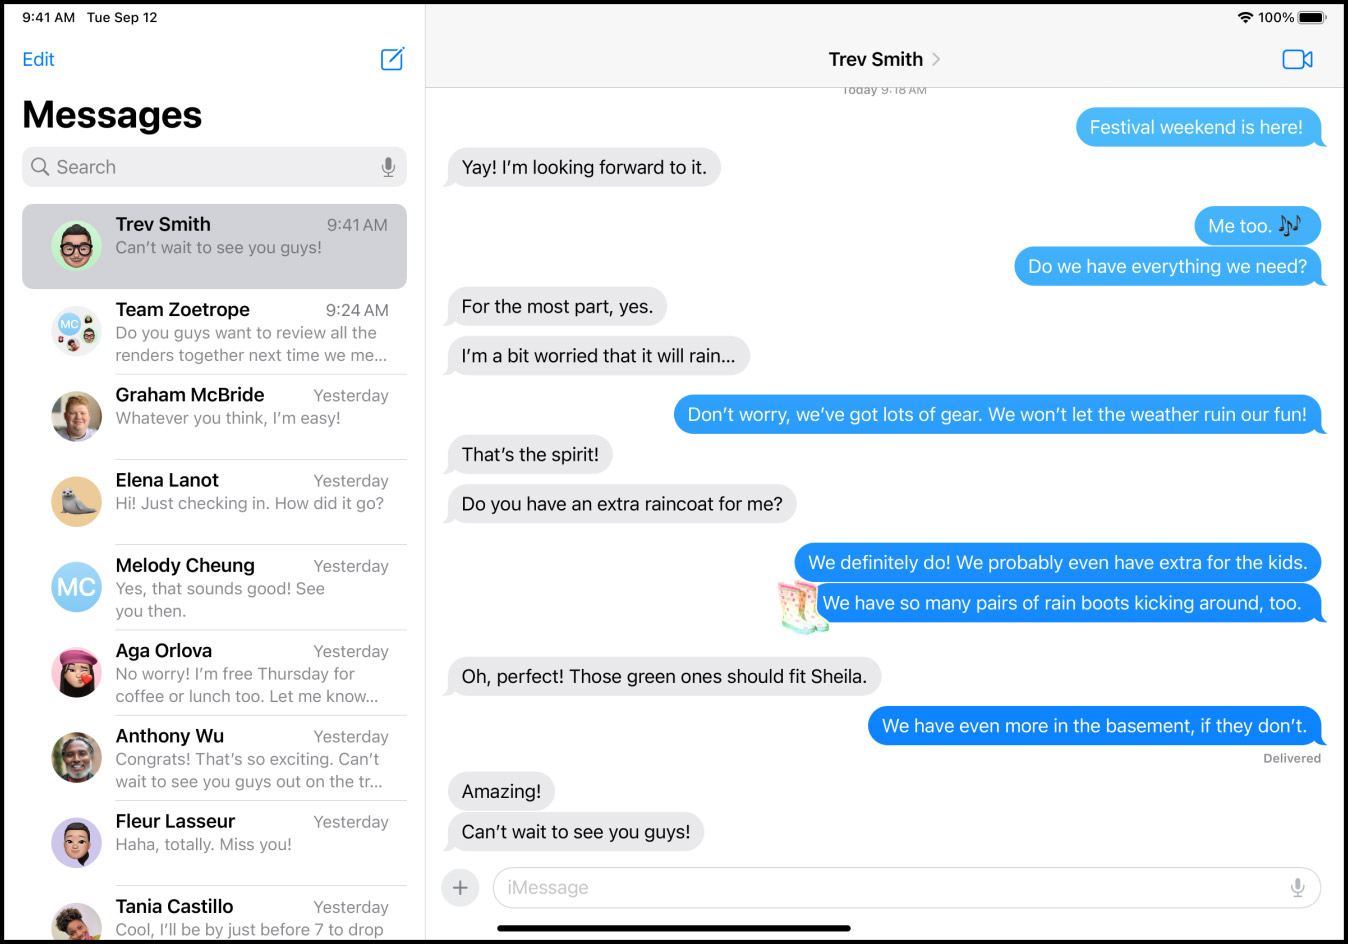 9:41 AM Tue Sep 12
100%
Edit
Messages
Search
Trev Smith 9:41 AM
Can’t wait to see you guys!
MC
Team Zoetrope 9:24 AM
Do you guys want to review all the
renders together next time we me...
Graham McBride Yesterday
Whatever you think, I’m easy!
Elena Lanot Yesterday
Hi! Just checking in. How did it go?
MC
Melody Cheung Yesterday
Yes, that sounds good! See
you then.
Aga Orlova Yesterday
No worry! I’m free Thursday for
coffee or lunch too. Let me know...
Anthony Wu Yesterday
Congrats! That’s so exciting. Can’t
wait to see you guys out on the tr...
Fleur Lasseur Yesterday
Haha, totally. Miss you!
Tania Castillo Yesterday
Cool, I’ll be by just before 7 to drop
Trev Smith
Today 9:18 AM
Festival weekend is here!
Yay! I’m looking forward to it.
Me too. 🎶
Do we have everything we need?
For the most part, yes.
I’m a bit worried that it will rain...
Don’t worry, we’ve got lots of gear. We won’t let the weather ruin our fun!
That’s the spirit!
Do you have an extra raincoat for me?
We definitely do! We probably even have extra for the kids.
We have so many pairs of rain boots kicking around, too.
Oh, perfect! Those green ones should fit Sheila.
We have even more in the basement, if they don’t.
Delivered
Amazing!
Can’t wait to see you guys!
iMessage